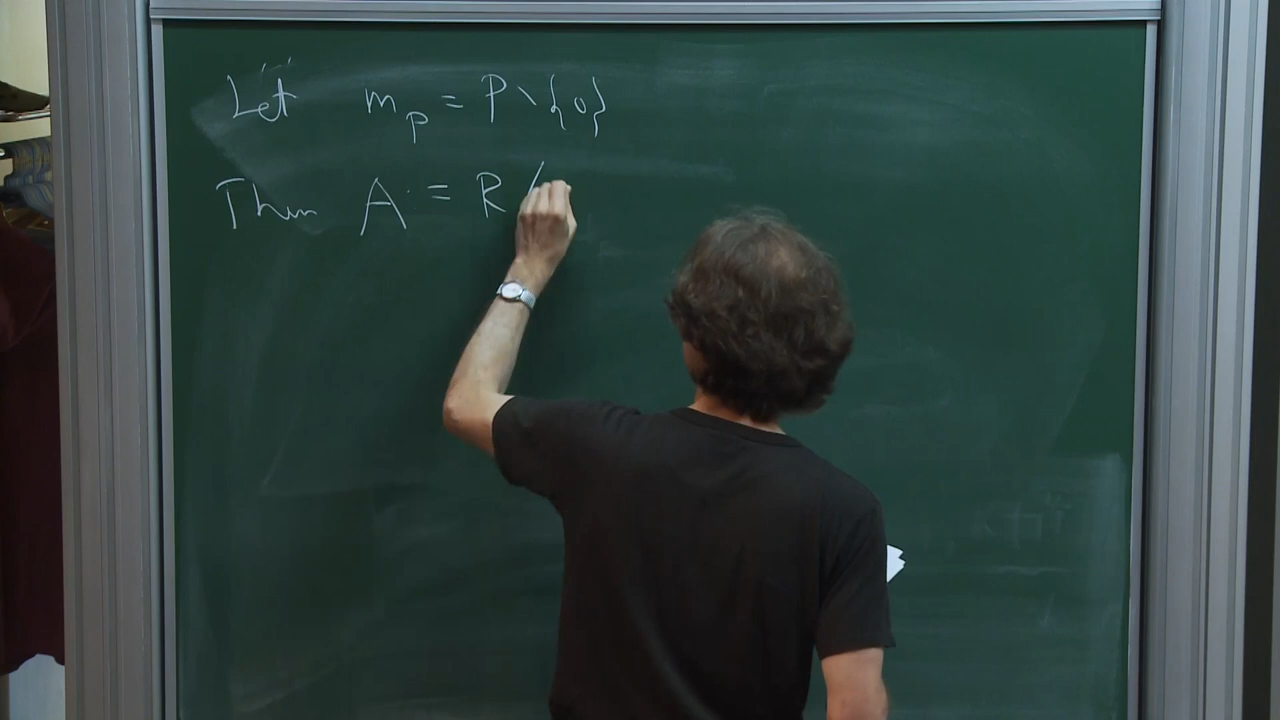 Let m_p = P \ {0}
Then A := R /